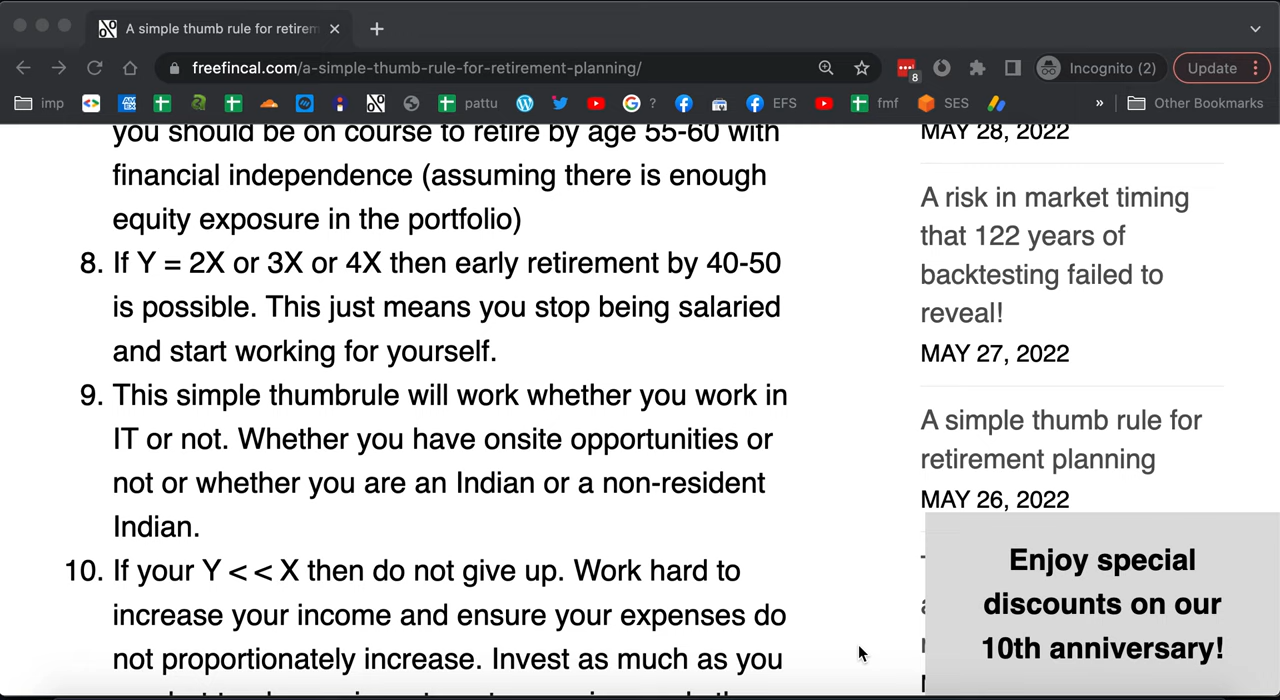 A simple thumb rule for retirem
freefincal.com/a-simple-thumb-rule-for-retirement-planning/
8
Incognito (2)
Update
imp
?
pattu
EFS
fmf
SES
»
Other Bookmarks
you should be on course to retire by age 55-60 with
financial independence (assuming there is enough
equity exposure in the portfolio)
8. If Y = 2X or 3X or 4X then early retirement by 40-50
is possible. This just means you stop being salaried
and start working for yourself.
9. This simple thumbrule will work whether you work in
IT or not. Whether you have onsite opportunities or
not or whether you are an Indian or a non-resident
Indian.
10. If your Y << X then do not give up. Work hard to
increase your income and ensure your expenses do
not proportionately increase. Invest as much as you
MAY 28, 2022
A risk in market timing
that 122 years of
backtesting failed to
reveal!
MAY 27, 2022
A simple thumb rule for
retirement planning
MAY 26, 2022
Enjoy special
discounts on our
10th anniversary!